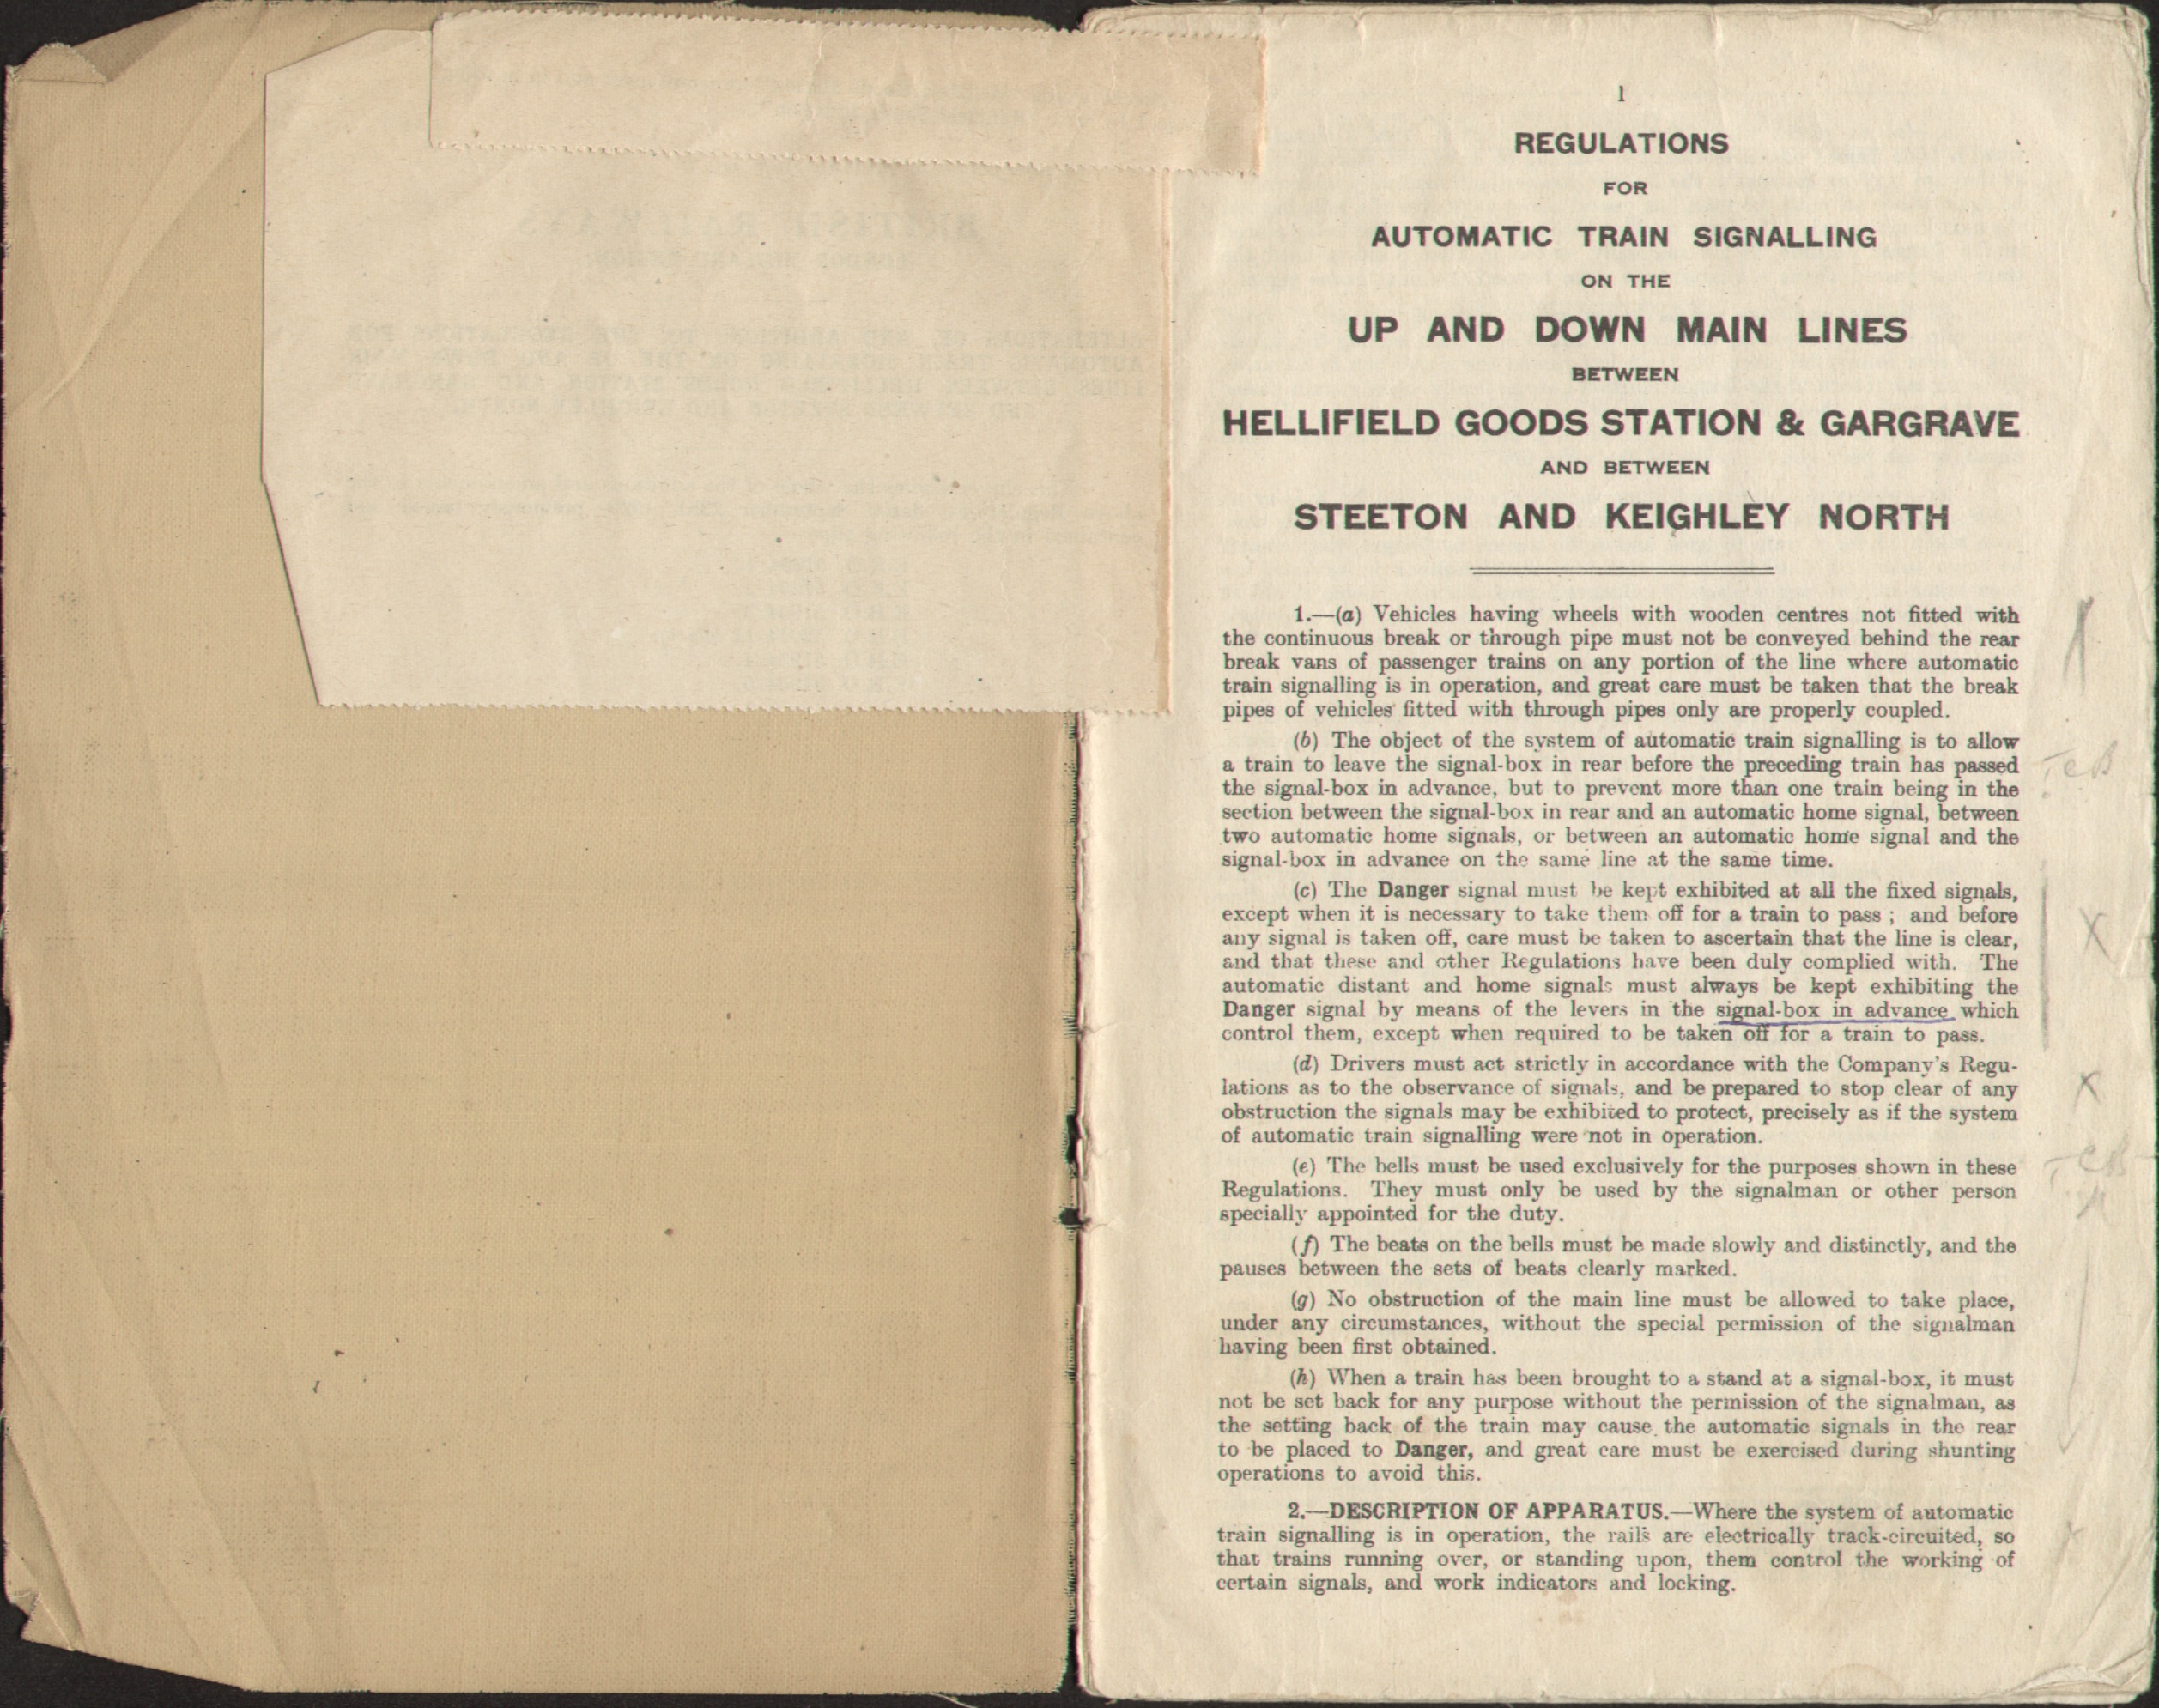 1
REGULATIONS
FOR
AUTOMATIC TRAIN SIGNALLING
ON THE
UP AND DOWN MAIN LINES
BETWEEN
HELLIFIELD GOODS STATION & GARGRAVE
AND BETWEEN
STEETON AND KEIGHLEY NORTH
1.—(a) Vehicles having wheels with wooden centres not fitted with
the continuous break or through pipe must not be conveyed behind the rear
break vans of passenger trains on any portion of the line where automatic
train signalling is in operation, and great care must be taken that the break
pipes of vehicles fitted with through pipes only are properly coupled.
(b) The object of the system of automatic train signalling is to allow
a train to leave the signal-box in rear before the preceding train has passed
the signal-box in advance, but to prevent more than one train being in the
section between the signal-box in rear and an automatic home signal, between
two automatic home signals, or between an automatic home signal and the
signal-box in advance on the same line at the same time.
(c) The Danger signal must be kept exhibited at all the fixed signals,
except when it is necessary to take them off for a train to pass ; and before
any signal is taken off, care must be taken to ascertain that the line is clear,
and that these and other Regulations have been duly complied with. The
automatic distant and home signals must always be kept exhibiting the
Danger signal by means of the levers in the signal-box in advance which
control them, except when required to be taken off for a train to pass.
(d) Drivers must act strictly in accordance with the Company's Regu-
lations as to the observance of signals, and be prepared to stop clear of any
obstruction the signals may be exhibited to protect, precisely as if the system
of automatic train signalling were not in operation.
(e) The bells must be used exclusively for the purposes shown in these
Regulations. They must only be used by the signalman or other person
specially appointed for the duty.
(f) The beats on the bells must be made slowly and distinctly, and the
pauses between the sets of beats clearly marked.
(g) No obstruction of the main line must be allowed to take place,
under any circumstances, without the special permission of the signalman
having been first obtained.
(h) When a train has been brought to a stand at a signal-box, it must
not be set back for any purpose without the permission of the signalman, as
the setting back of the train may cause the automatic signals in the rear
to be placed to Danger, and great care must be exercised during shunting
operations to avoid this.
2.—DESCRIPTION OF APPARATUS.—Where the system of automatic
train signalling is in operation, the rails are electrically track-circuited, so
that trains running over, or standing upon, them control the working of
certain signals, and work indicators and locking.